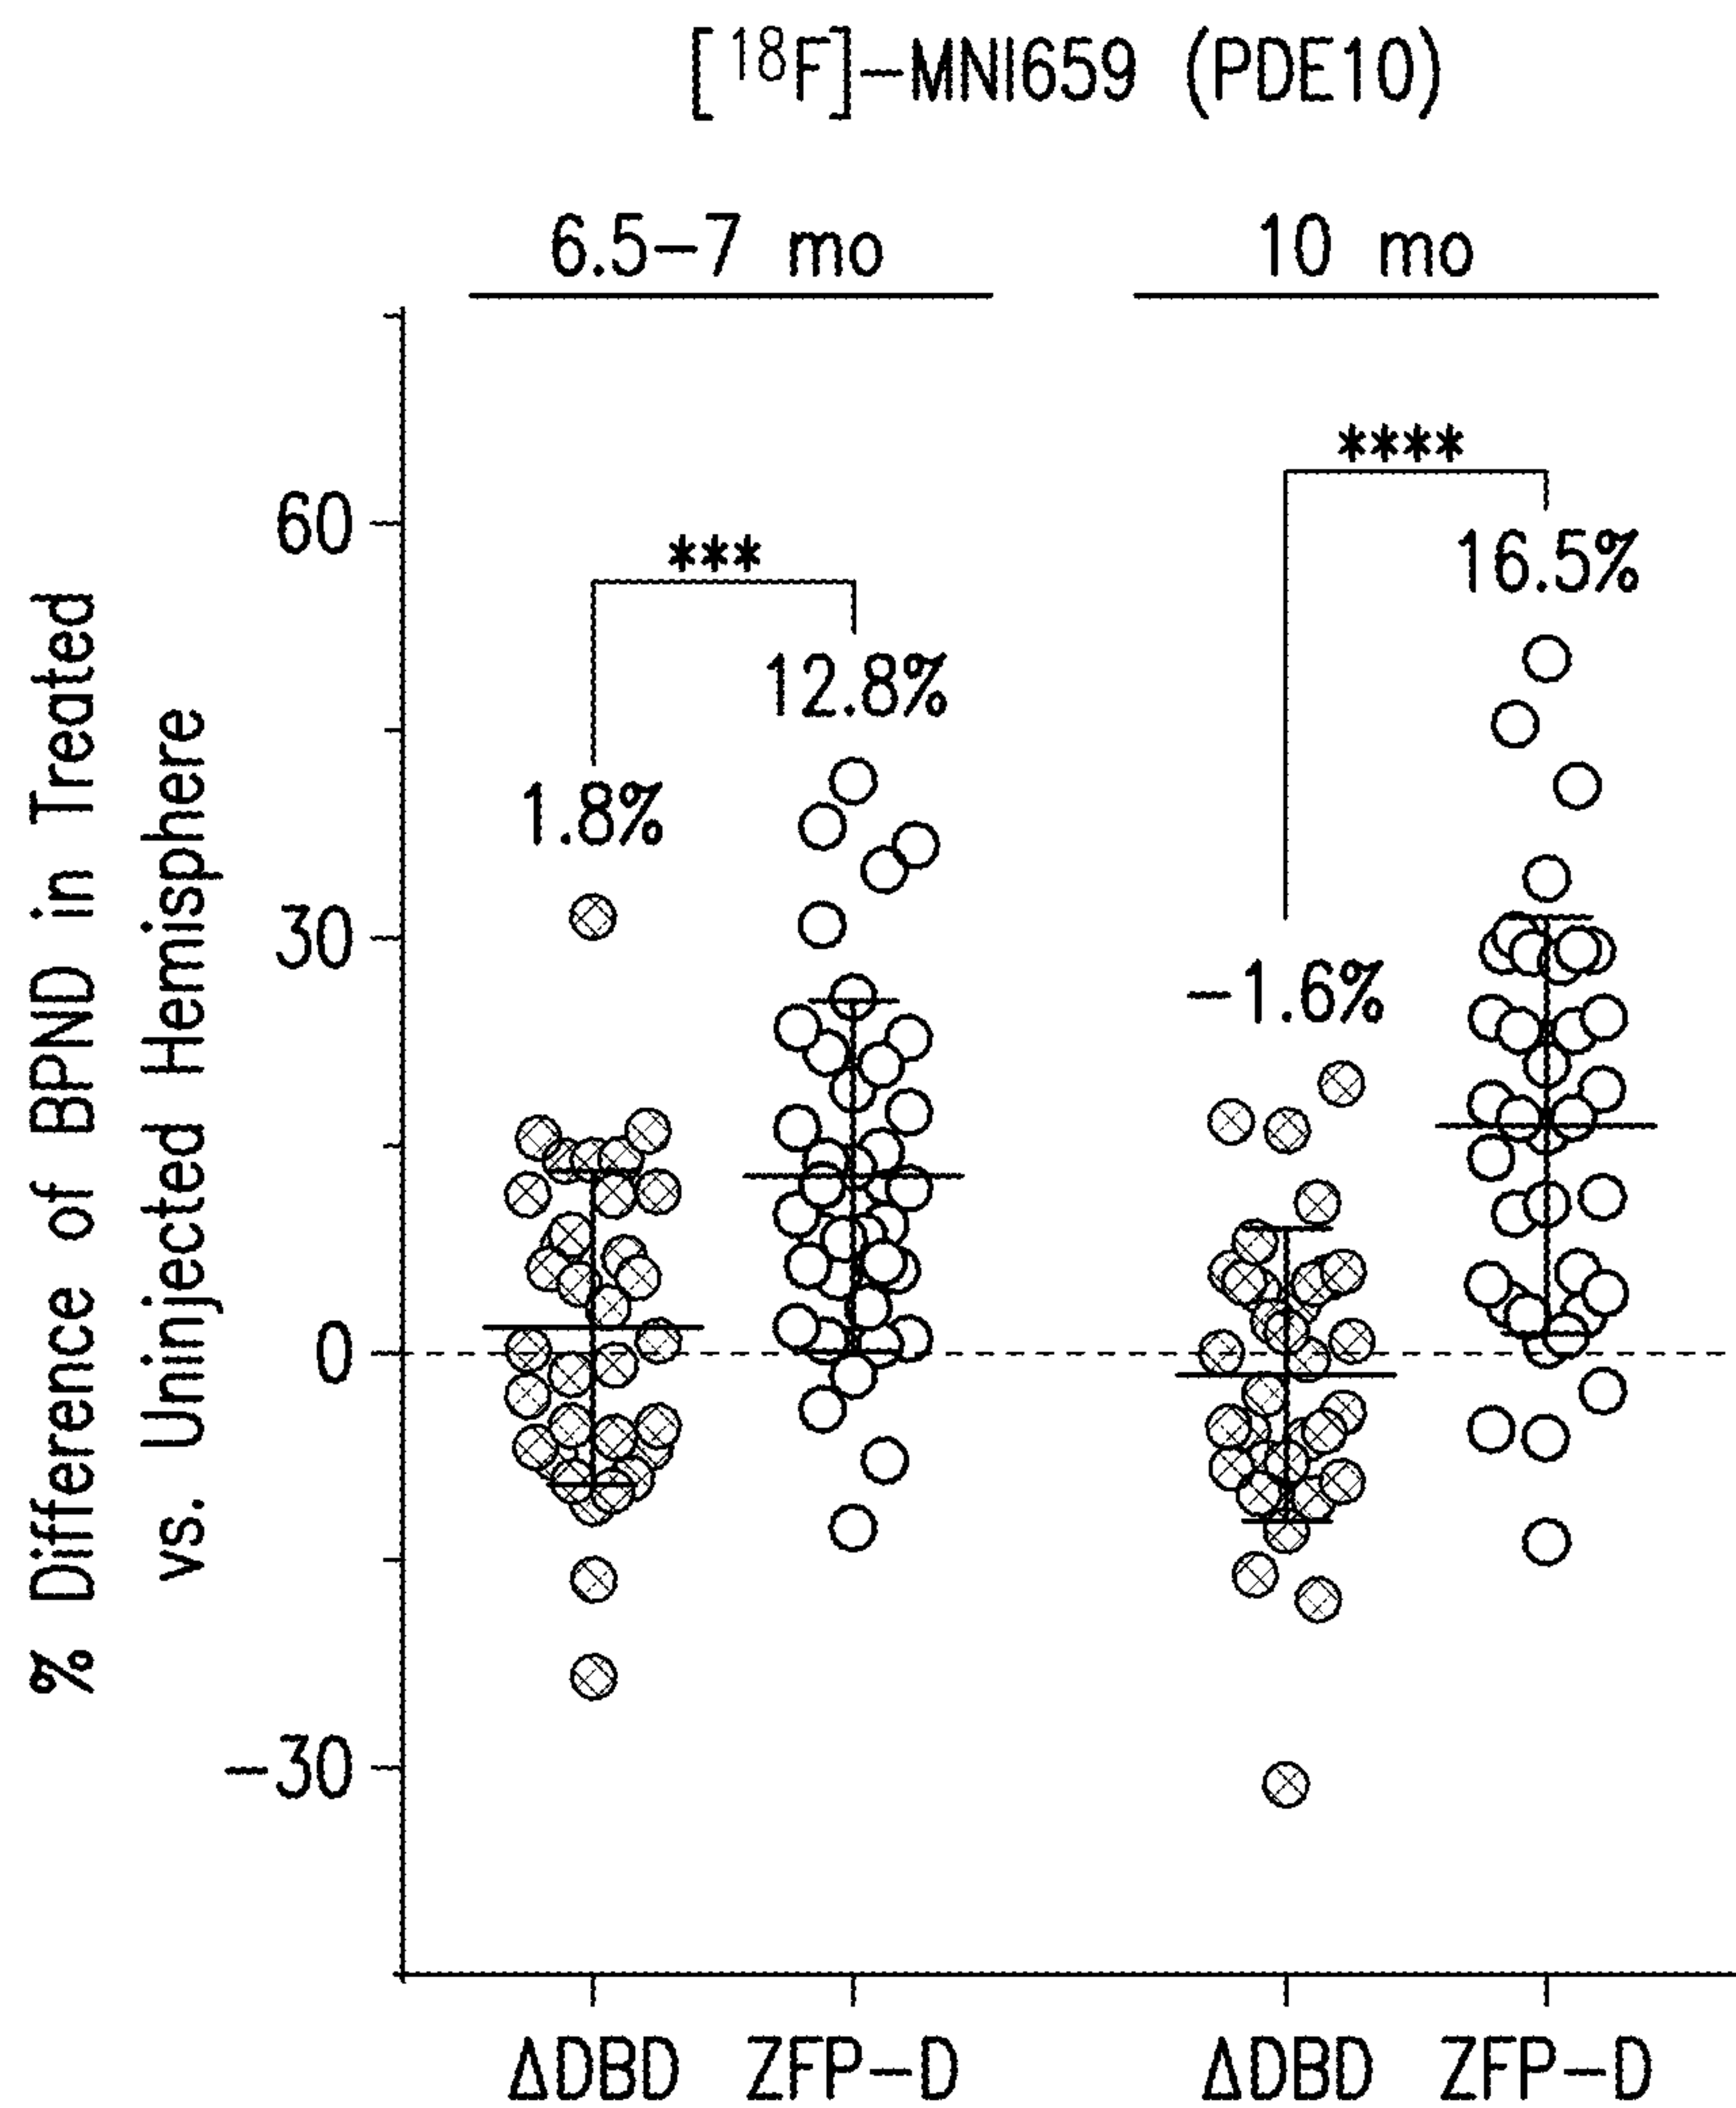 [¹⁸F]-MNI659 (PDE10)
6.5-7 mo 10 mo
% Difference of BPND in Treated
vs. Uninjected Hemisphere
60
30
0
-30
***
12.8%
1.8%
****
16.5%
-1.6%
ΔDBD ZFP-D ΔDBD ZFP-D